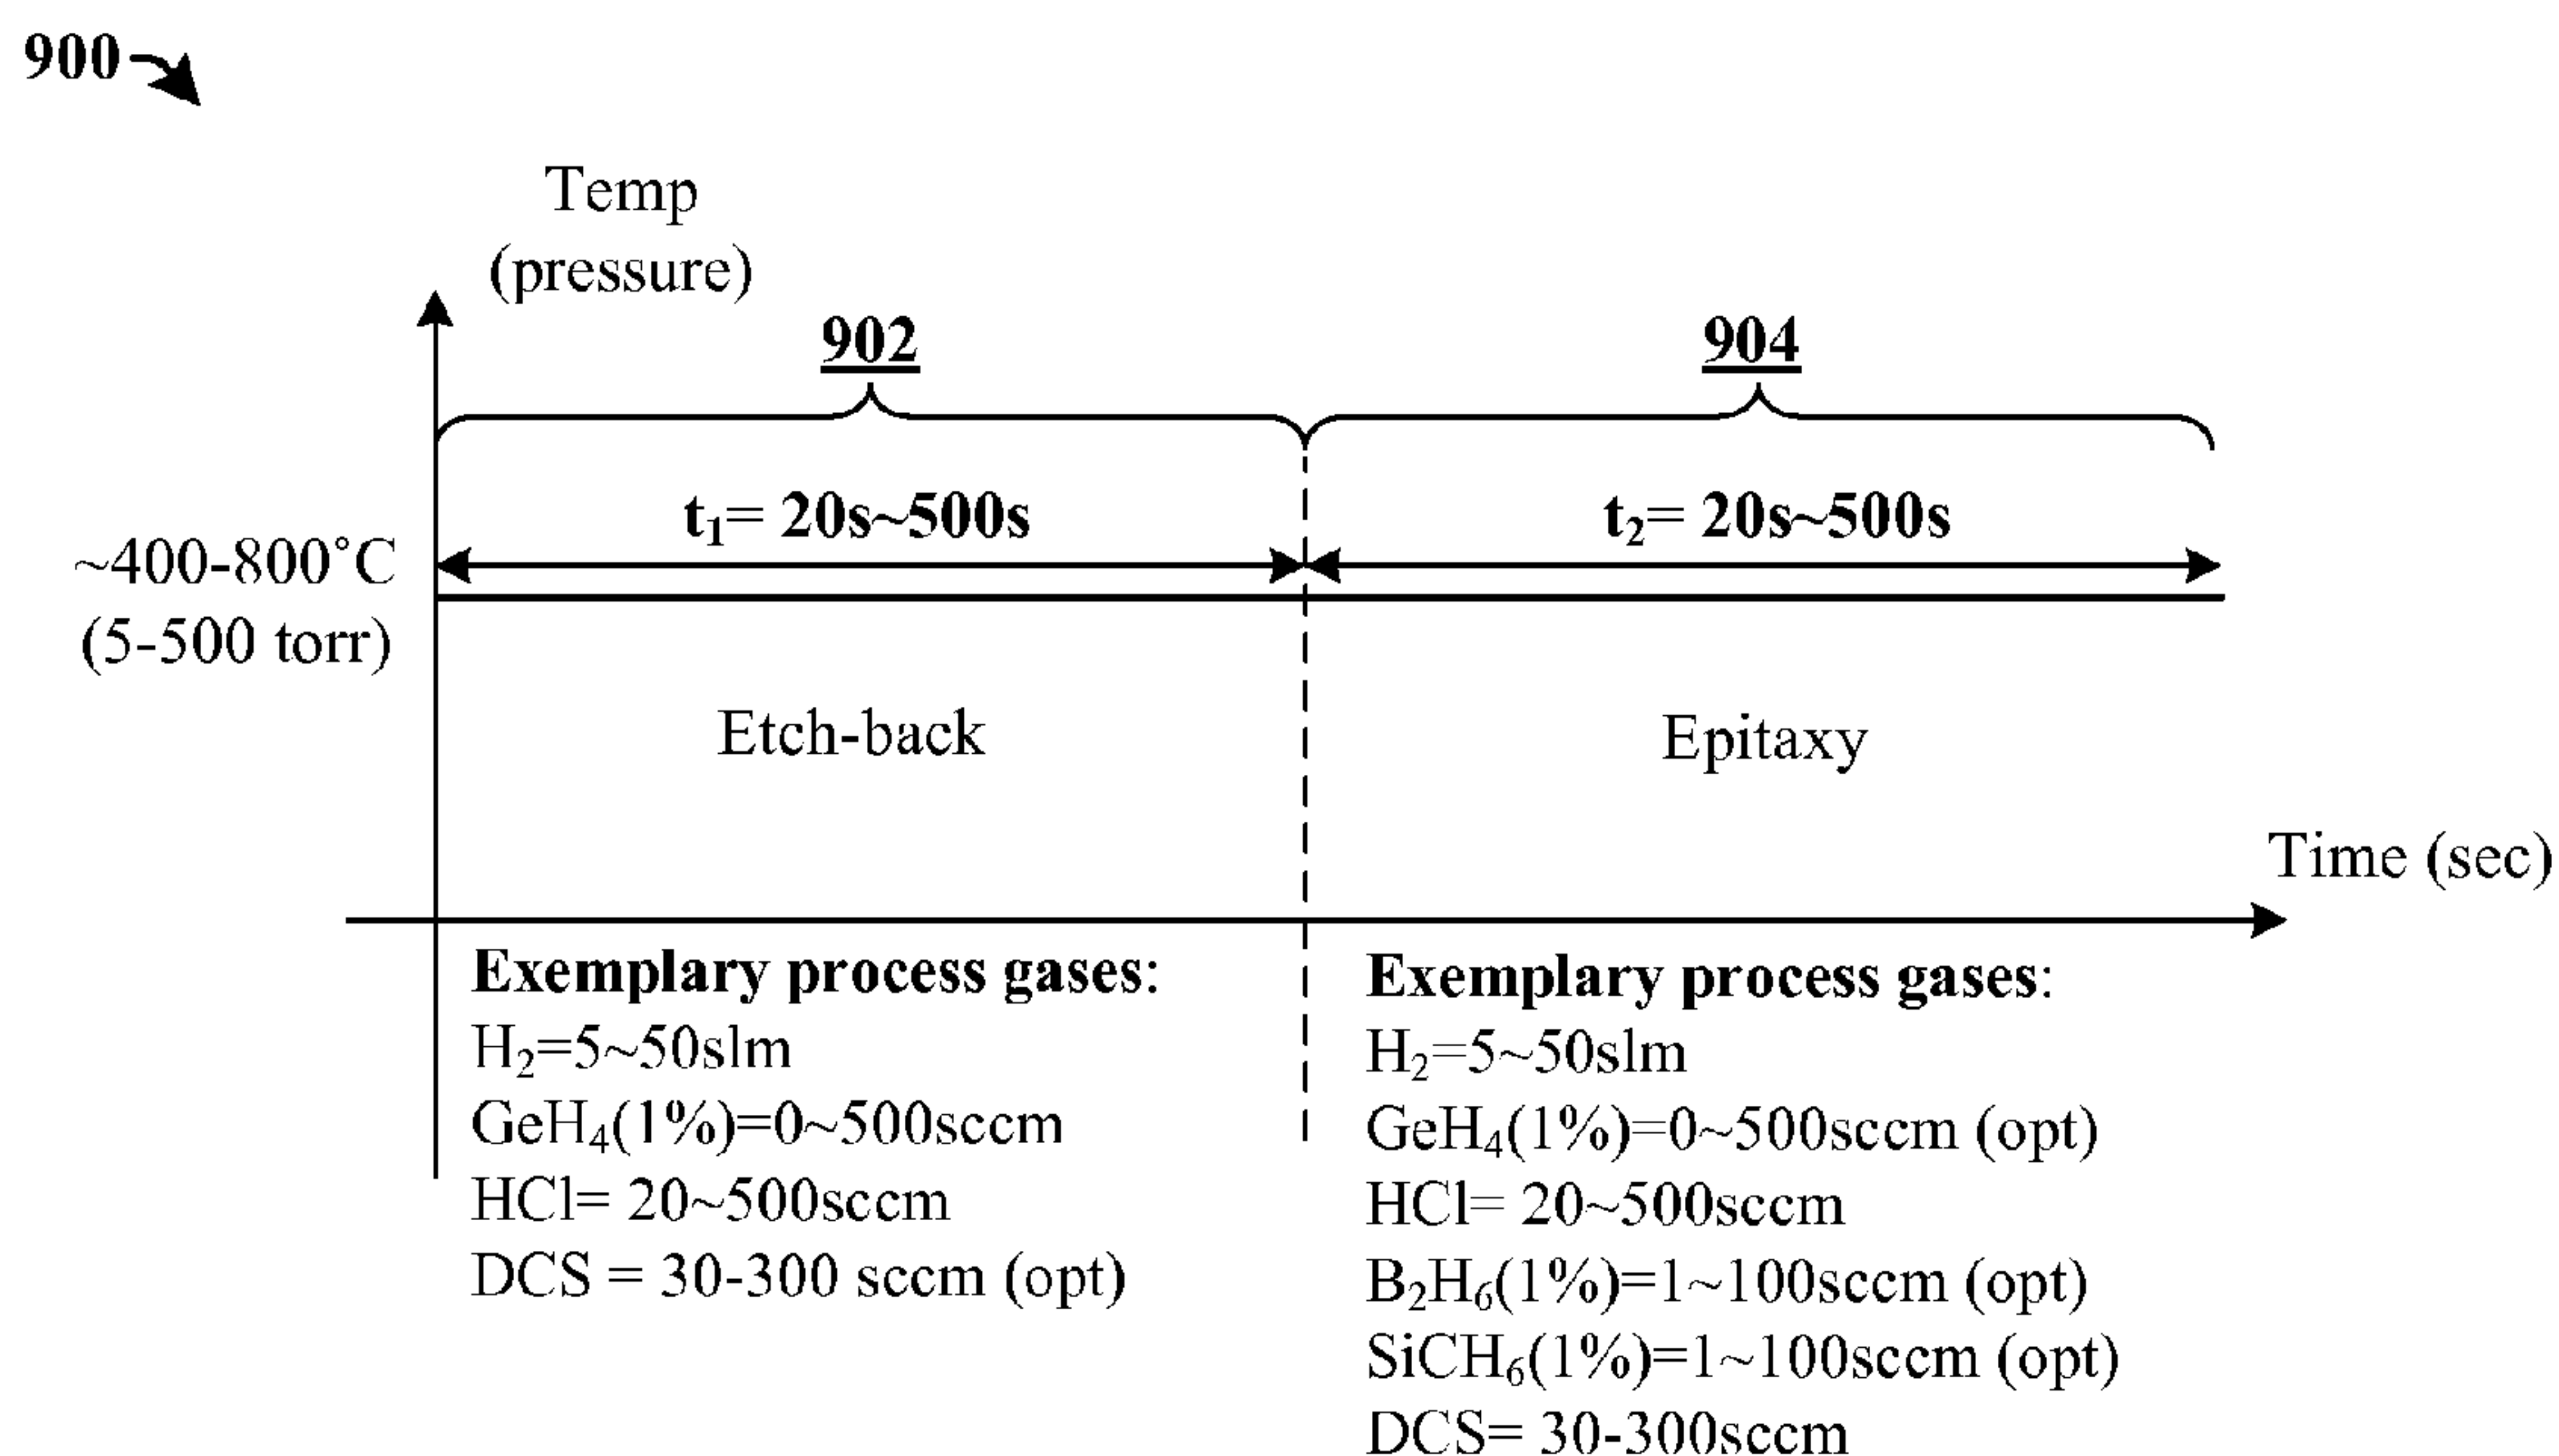 900
Temp
(pressure)
902
904
t₁= 20s~500s
t₂= 20s~500s
~400-800°C
(5-500 torr)
Etch-back
Epitaxy
Time (sec)
Exemplary process gases:
H₂=5~50slm
GeH₄(1%)=0~500sccm
HCl= 20~500sccm
DCS = 30-300 sccm (opt)
Exemplary process gases:
H₂=5~50slm
GeH₄(1%)=0~500sccm (opt)
HCl= 20~500sccm
B₂H₆(1%)=1~100sccm (opt)
SiCH₆(1%)=1~100sccm (opt)
DCS= 30-300sccm